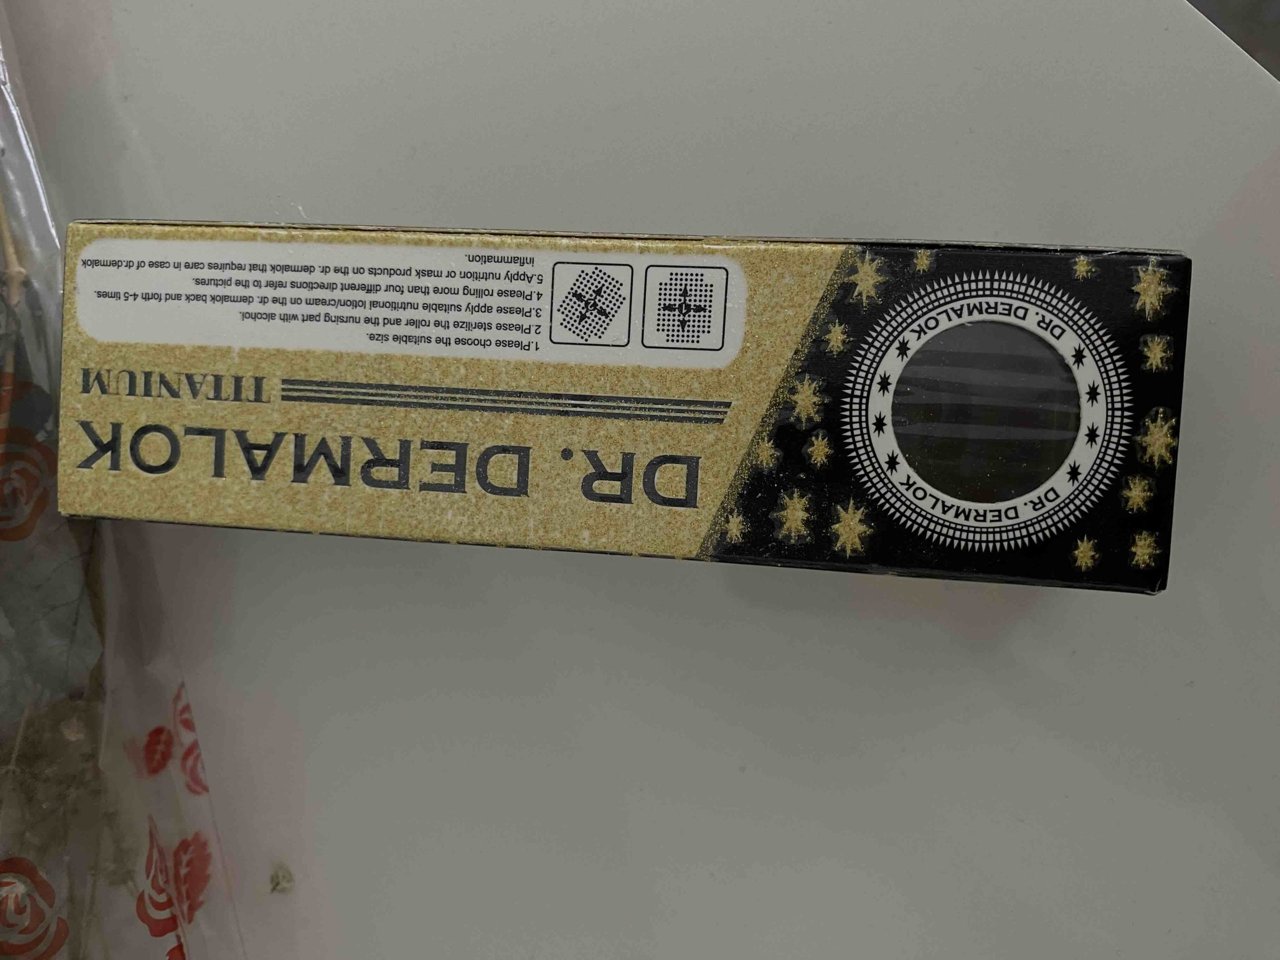 DR. DERMALOK
TITANIUM
1.Please choose the suitable size.
2.Please sterilize the roller and the nursing part with alcohol.
3.Please apply suitable nutritional lotion/cream on the dr. dermalok back and forth 4-5 times.
4.Please rolling more than four different directions refer to the pictures.
5.Apply nutrition or mask products on the dr. dermalok that requires care in case of dr.dermalok
inflammation.
DR. DERMALOK
DR. DERMALOK